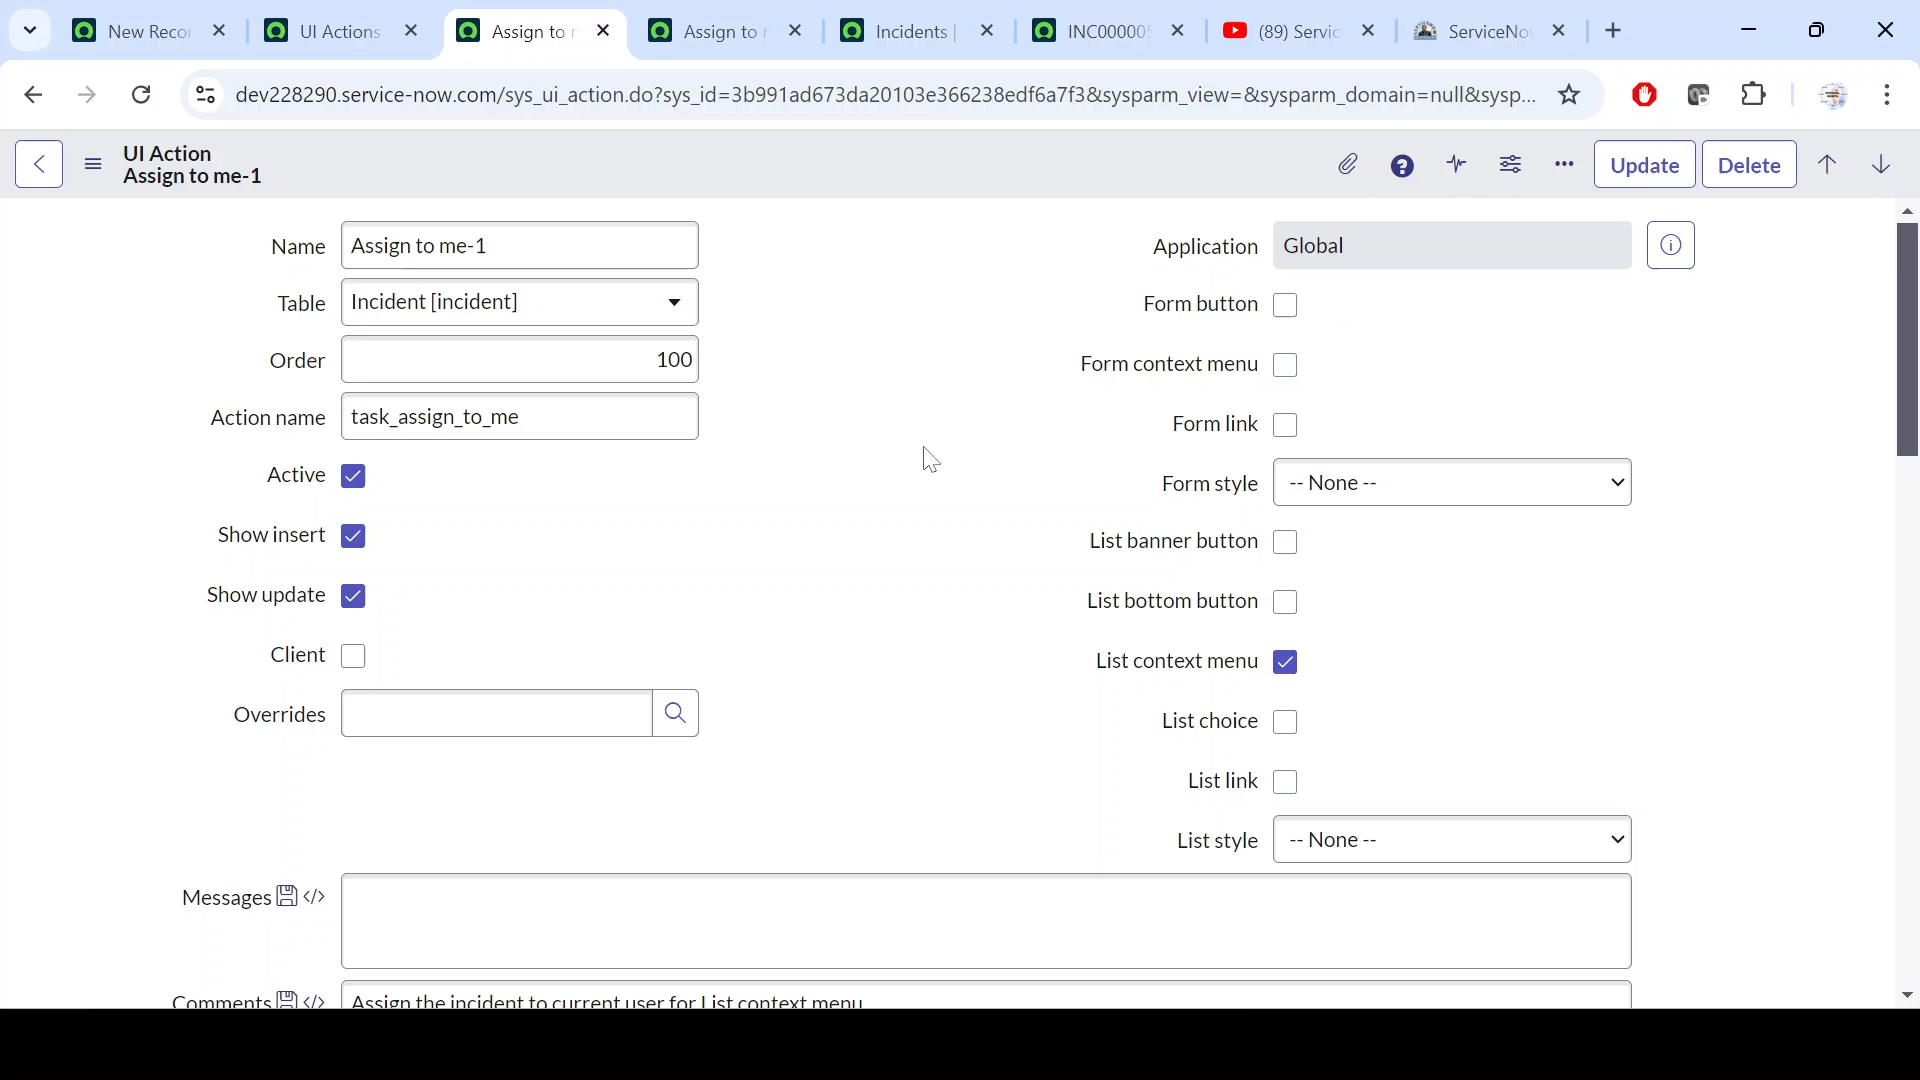 New Recor
UI Actions
Assign to r
Assign to r
Incidents |
INC000005
(89) Servic
ServiceNo
dev228290.service-now.com/sys_ui_action.do?sys_id=3b991ad673da20103e366238edf6a7f3&sysparm_view=&sysparm_domain=null&sysp...
UI Action
Assign to me-1
Update
Delete
Name
Assign to me-1
Table
Incident [incident]
Order
100
Action name
task_assign_to_me
Active
Show insert
Show update
Client
Overrides
Application
Global
Form button
Form context menu
Form link
Form style
-- None --
List banner button
List bottom button
List context menu
List choice
List link
List style
-- None --
Messages
Comments
Assign the incident to current user for List context menu